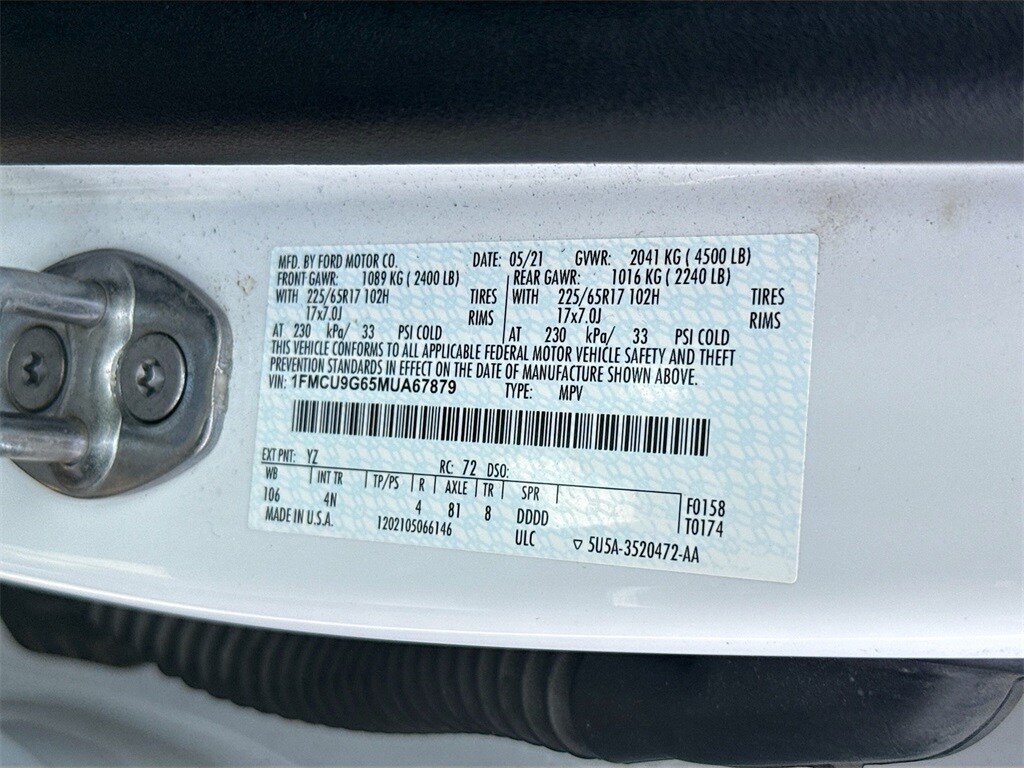 MFD. BY FORD MOTOR CO. DATE: 05/21 GVWR: 2041 KG ( 4500 LB)
FRONT GAWR: 1089 KG ( 2400 LB) REAR GAWR: 1016 KG ( 2240 LB)
WITH 225/65R17 102H TIRES WITH 225/65R17 102H TIRES
17x7.0J RIMS 17x7.0J RIMS
AT 230 kPa/ 33 PSI COLD AT 230 kPa/ 33 PSI COLD
THIS VEHICLE CONFORMS TO ALL APPLICABLE FEDERAL MOTOR VEHICLE SAFETY AND THEFT
PREVENTION STANDARDS IN EFFECT ON THE DATE OF MANUFACTURE SHOWN ABOVE.
VIN: 1FMCU9G65MUA67879 TYPE: MPV
EXT PNT: YZ RC: 72 DSO:
WB INT TR TP/PS R AXLE TR SPR
106 4N 4 81 8 DDDD F0158
MADE IN U.S.A. 1202105066146 ULC T0174
▽ 5U5A-3520472-AA